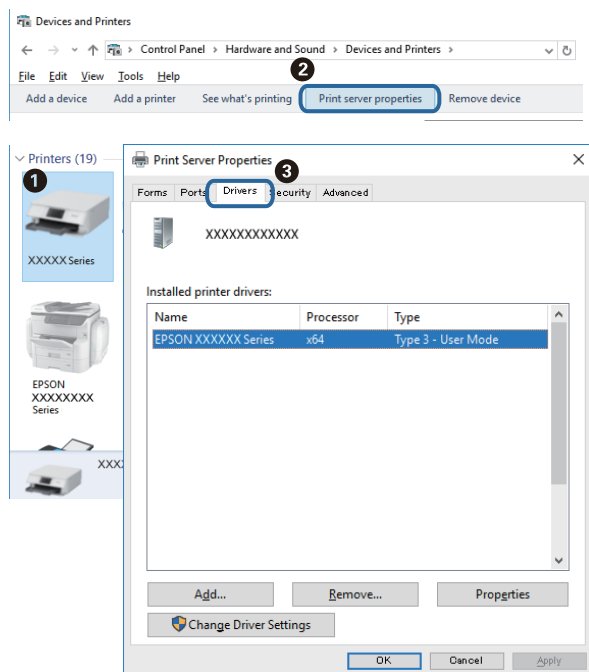 Devices and Printers
Control Panel > Hardware and Sound > Devices and Printers >
File Edit View Tools Help
2
Add a device Add a printer See what's printing Print server properties Remove device
Printers (19)
1
XXXXX Series
EPSON
XXXXXXXX
Series
XXX
Print Server Properties
3
Forms Ports Drivers Security Advanced
XXXXXXXXXXXX
Installed printer drivers:
Name Processor Type
EPSON XXXXXX Series x64 Type 3 - User Mode
Add... Remove... Properties
Change Driver Settings
OK Cancel Apply